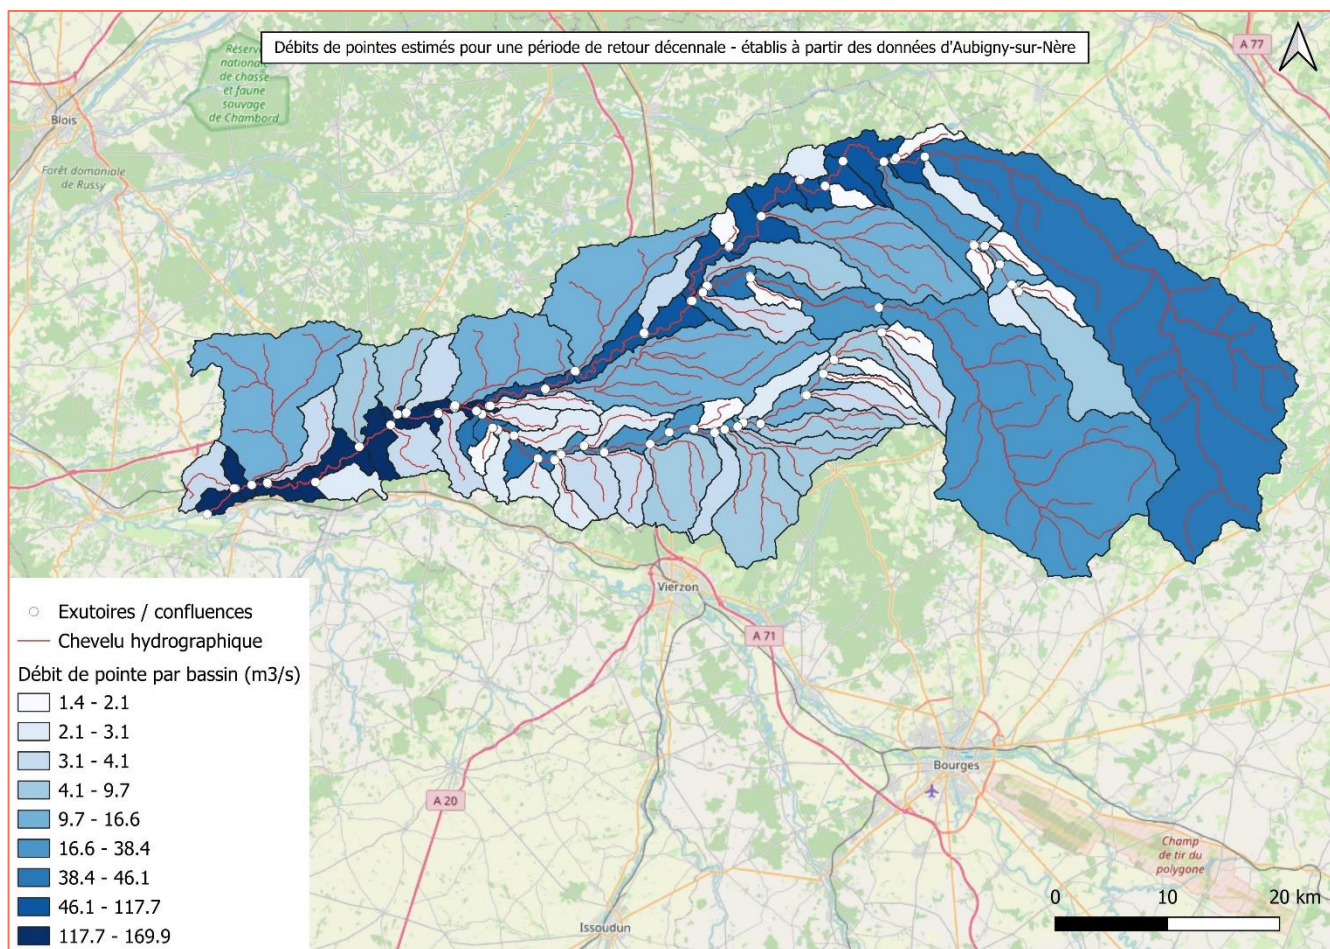 Débits de pointes estimés pour une période de retour décennale - établis à partir des données d'Aubigny-sur-Nère
A 77
Réserve
nationale
de chasse
et faune
sauvage
de Chambord
Blois
Forêt domaniale
de Russy
Vierzon
A 71
Bourges
A 20
Champ
de tir du
polygone
Issoudun
Exutoires / confluences
Chevelu hydrographique
Débit de pointe par bassin (m3/s)
1.4 - 2.1
2.1 - 3.1
3.1 - 4.1
4.1 - 9.7
9.7 - 16.6
16.6 - 38.4
38.4 - 46.1
46.1 - 117.7
117.7 - 169.9
0 10 20 km